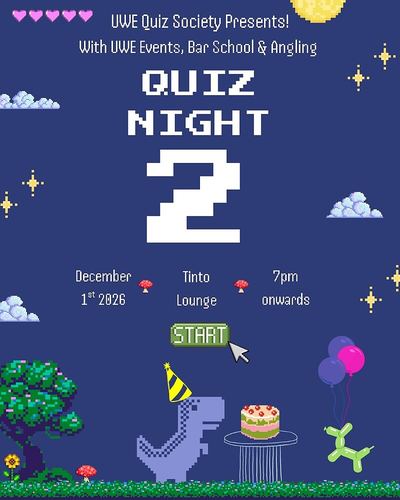 UWE Quiz Society Presents!
With UWE Events, Bar School & Angling
QUIZ
NIGHT
2
December
1st 2026
Tinto
Lounge
7pm
onwards
START